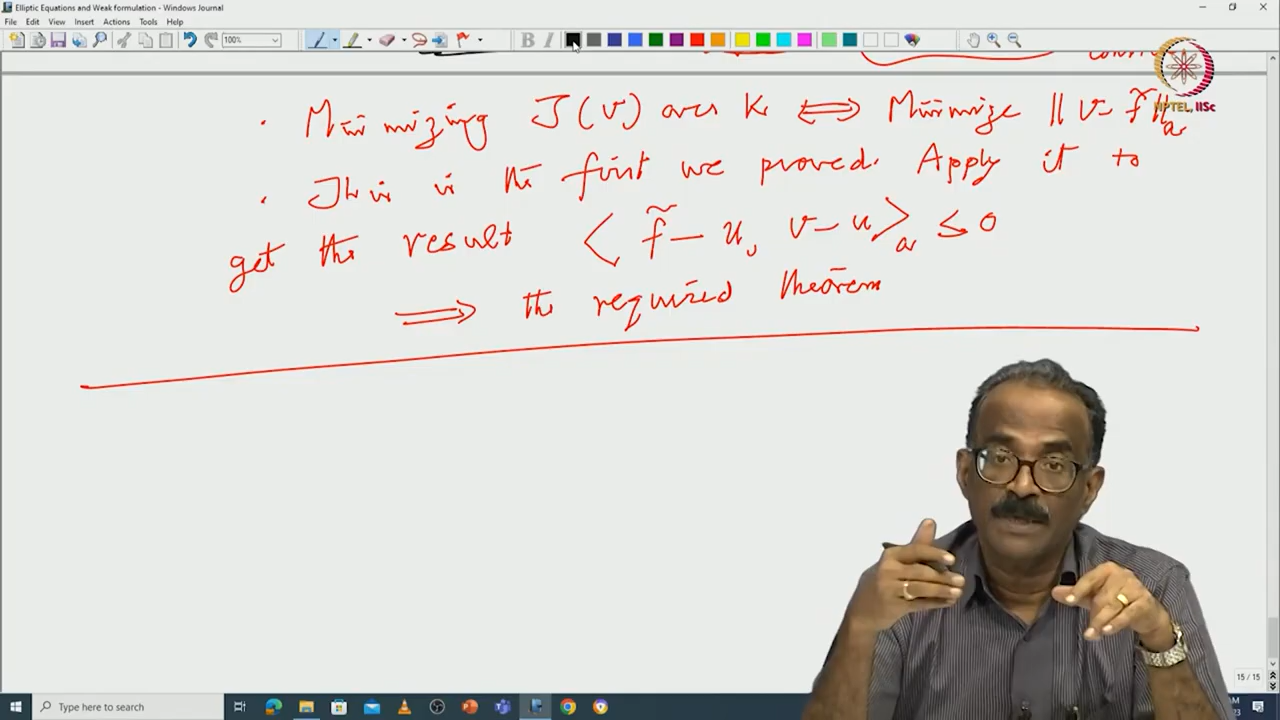 Elliptic Equations and Weak formulation - Windows Journal
File Edit View Insert Actions Tools Help
100%
NPTEL, IISc
· Minimizing J(v) over K ⟺ Minimize ‖v - f̃‖a
· This is the first we proved. Apply it to
get the result ⟨f̃ - u, v - u⟩a ≤ 0
⟹ the required theorem
15 / 15
Type here to search